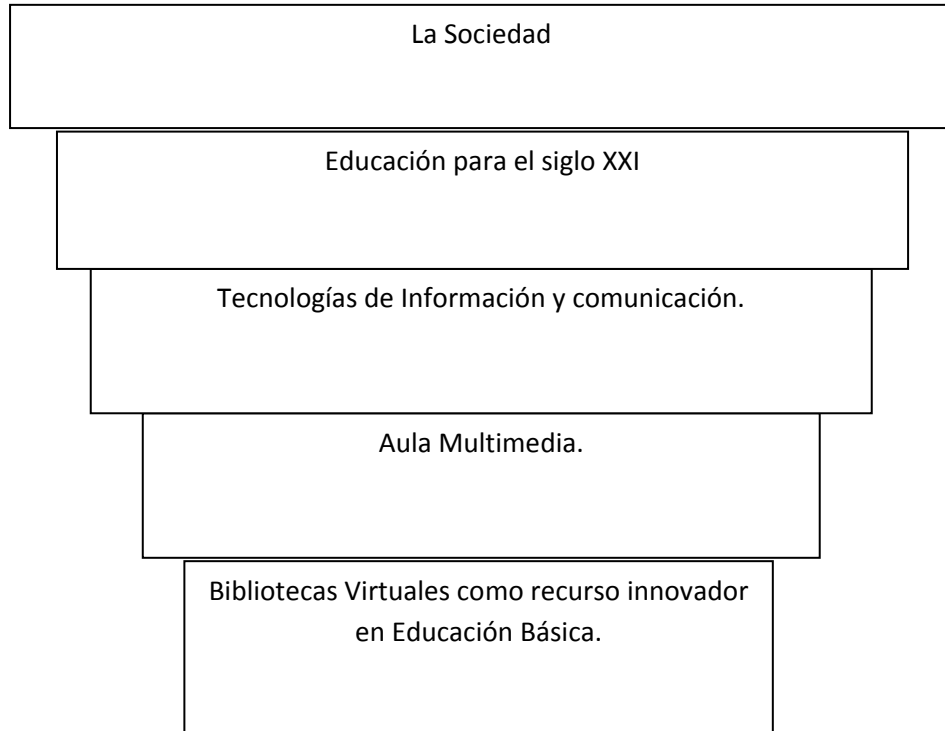 La Sociedad
Educación para el siglo XXI
Tecnologías de Información y comunicación.
Aula Multimedia.
Bibliotecas Virtuales como recurso innovador
en Educación Básica.